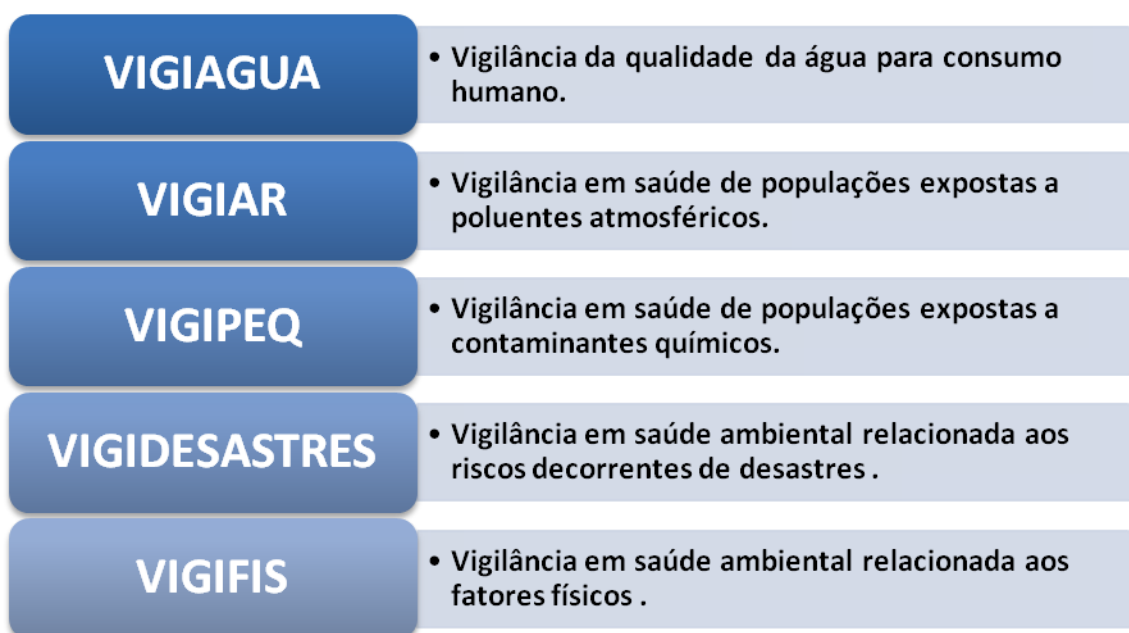 VIGIAGUA
• Vigilância da qualidade da água para consumo
humano.
VIGIAR
• Vigilância em saúde de populações expostas a
poluentes atmosféricos.
VIGIPEQ
• Vigilância em saúde de populações expostas a
contaminantes químicos.
VIGIDESASTRES
• Vigilância em saúde ambiental relacionada aos
riscos decorrentes de desastres .
VIGIFIS
• Vigilância em saúde ambiental relacionada aos
fatores físicos .